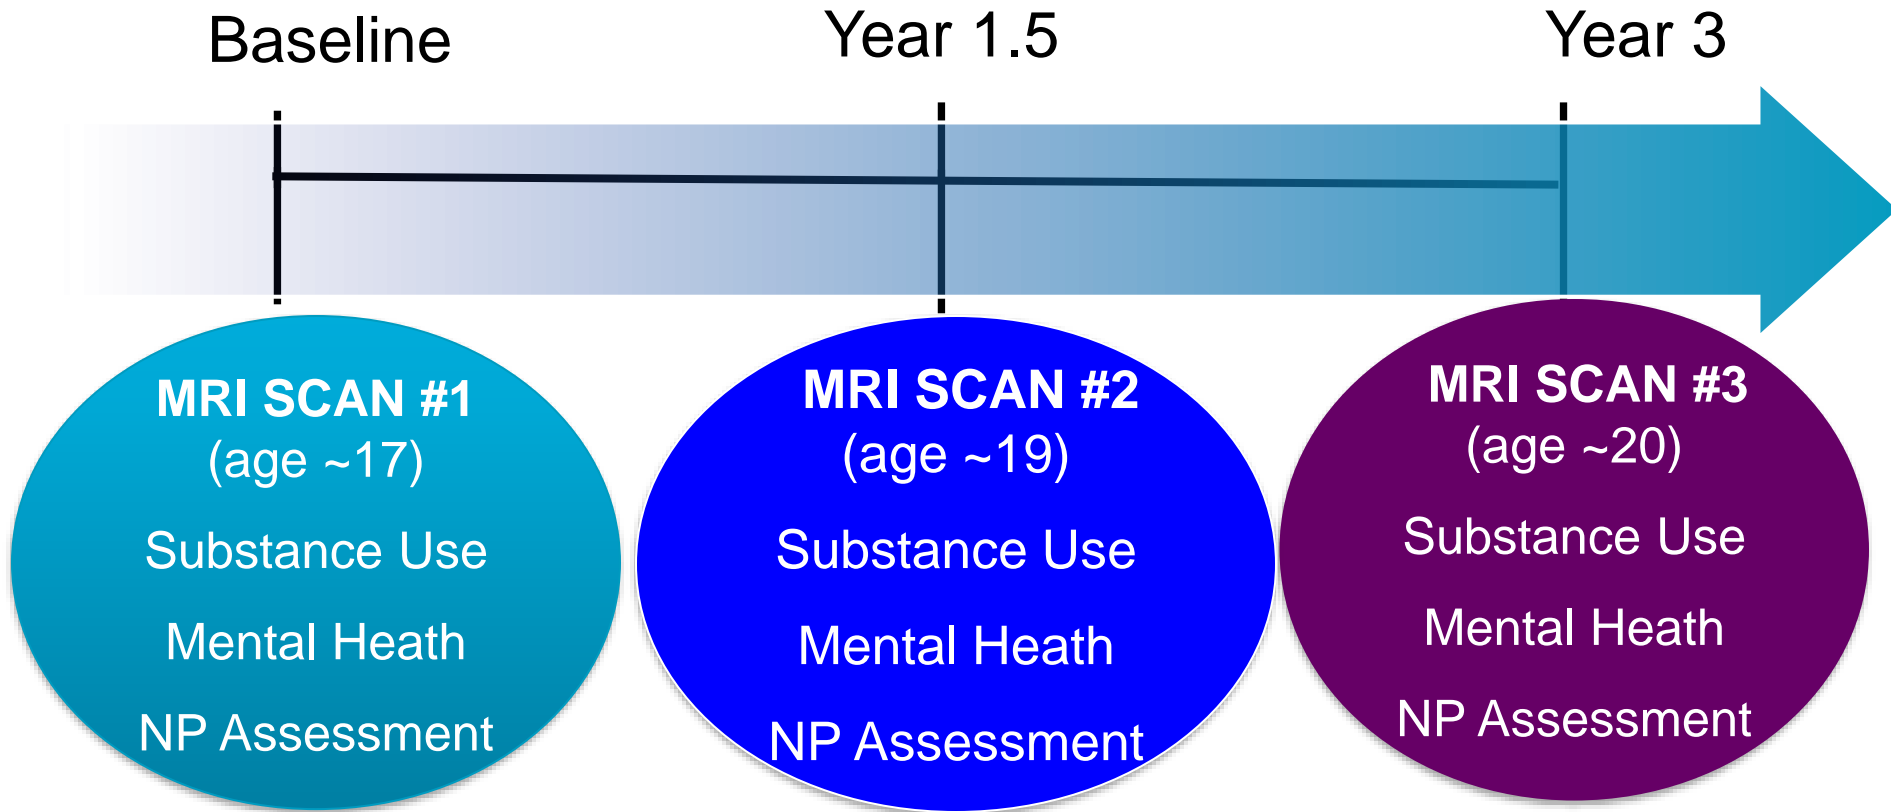 Baseline
Year 1.5
Year 3
MRI SCAN #1
(age ~17)
Substance Use
Mental Heath
NP Assessment
MRI SCAN #2
(age ~19)
Substance Use
Mental Heath
NP Assessment
MRI SCAN #3
(age ~20)
Substance Use
Mental Heath
NP Assessment